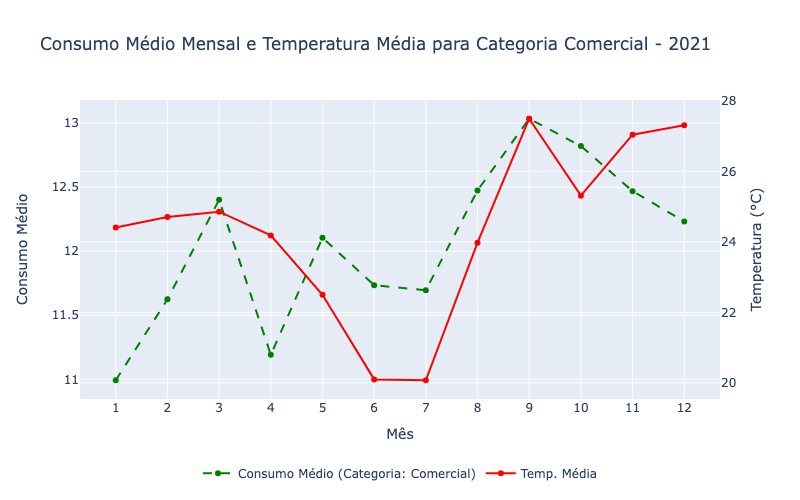 Consumo Médio Mensal e Temperatura Média para Categoria Comercial - 2021
Consumo Médio
13
12.5
12
11.5
11
28
26
24
22
20
Temperatura (°C)
1 2 3 4 5 6 7 8 9 10 11 12
Mês
Consumo Médio (Categoria: Comercial) Temp. Média